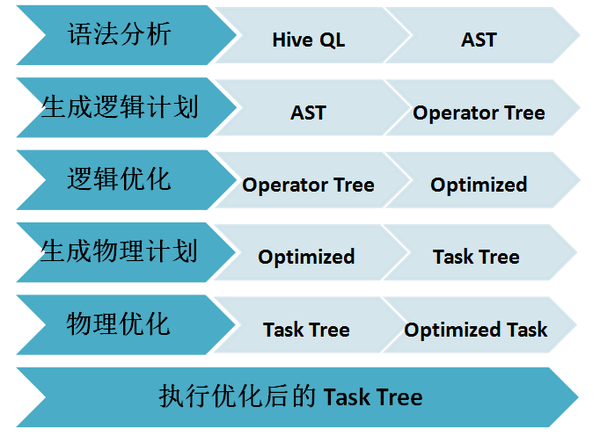 语法分析 Hive QL AST
生成逻辑计划 AST Operator Tree
逻辑优化 Operator Tree Optimized
生成物理计划 Optimized Task Tree
物理优化 Task Tree Optimized Task
执行优化后的 Task Tree